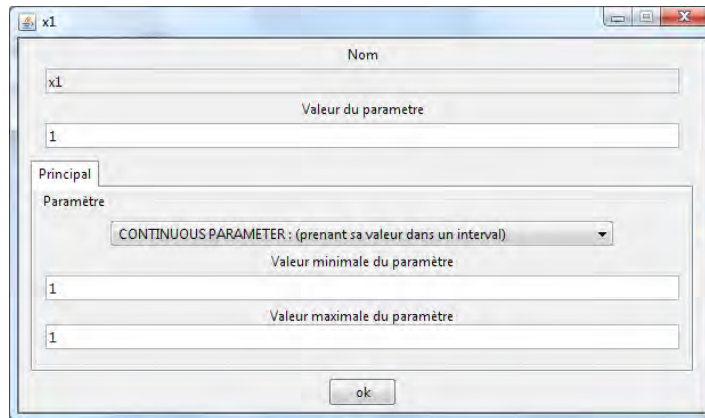 x1
Nom
x1
Valeur du parametre
1
Principal
Paramètre
CONTINUOUS PARAMETER : (prenant sa valeur dans un interval)
Valeur minimale du paramètre
1
Valeur maximale du paramètre
1
ok